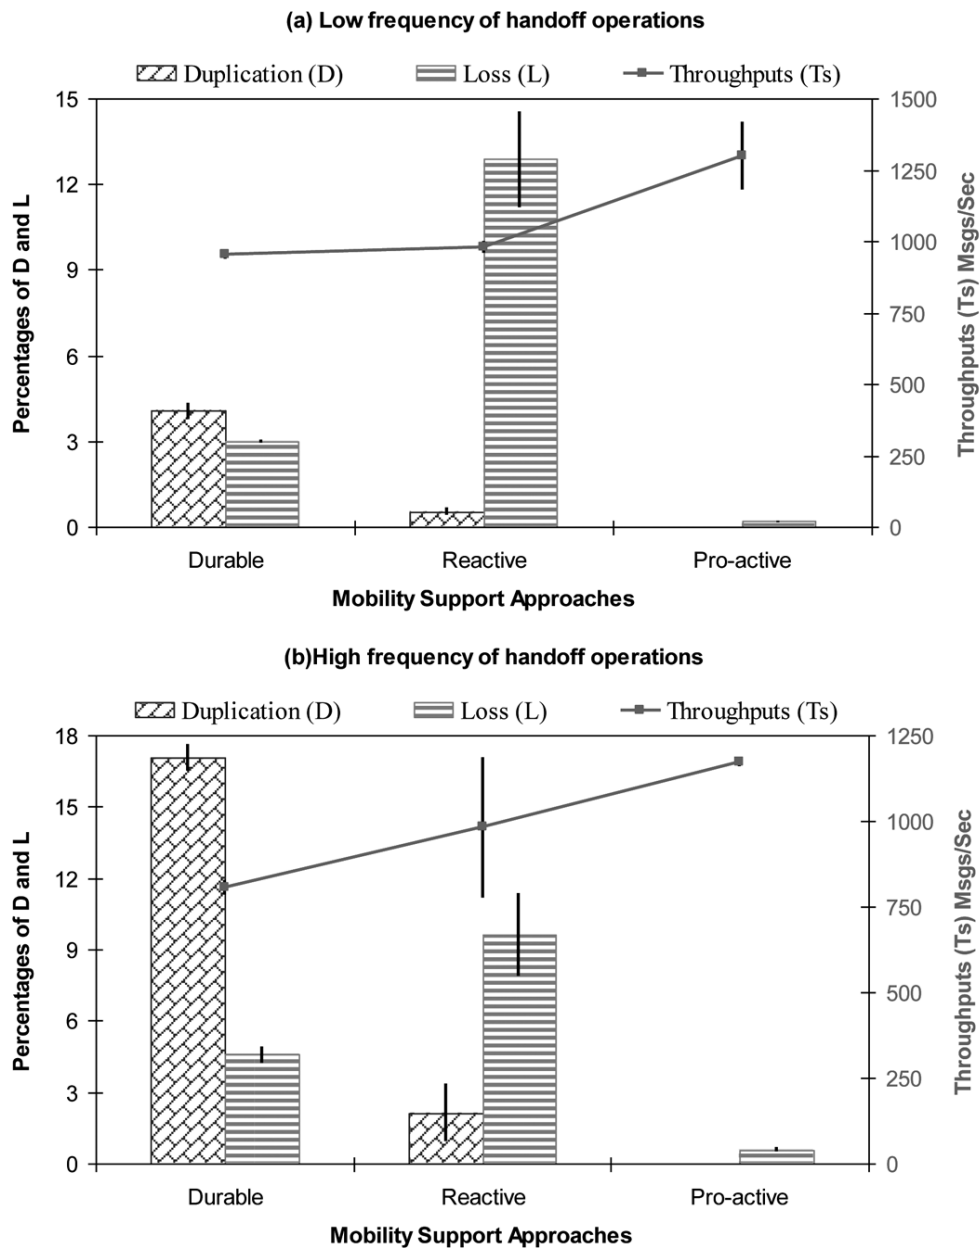 (a) Low frequency of handoff operations
Duplication (D) Loss (L) Throughputs (Ts)
Percentages of D and L
15
12
9
6
3
0
1500
1250
1000
750
500
250
0
Throughputs (Ts) Msgs/Sec
Durable Reactive Pro-active
Mobility Support Approaches
(b)High frequency of handoff operations
Duplication (D) Loss (L) Throughputs (Ts)
Percentages of D and L
18
15
12
9
6
3
0
1250
1000
750
500
250
0
Throughputs (Ts) Msgs/Sec
Durable Reactive Pro-active
Mobility Support Approaches